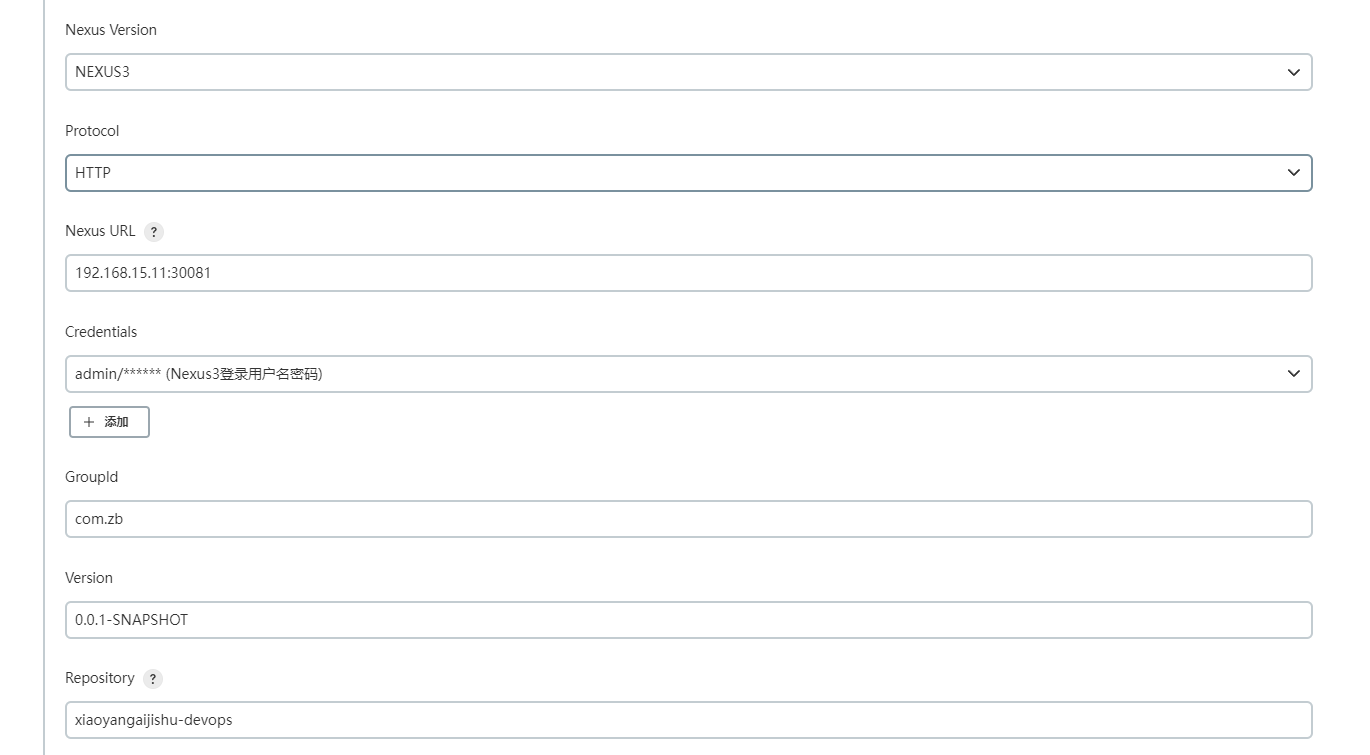 Nexus Version
NEXUS3
Protocol
HTTP
Nexus URL ?
192.168.15.11:30081
Credentials
admin/****** (Nexus3登录用户名密码)
+ 添加
GroupId
com.zb
Version
0.0.1-SNAPSHOT
Repository ?
xiaoyangaijishu-devops